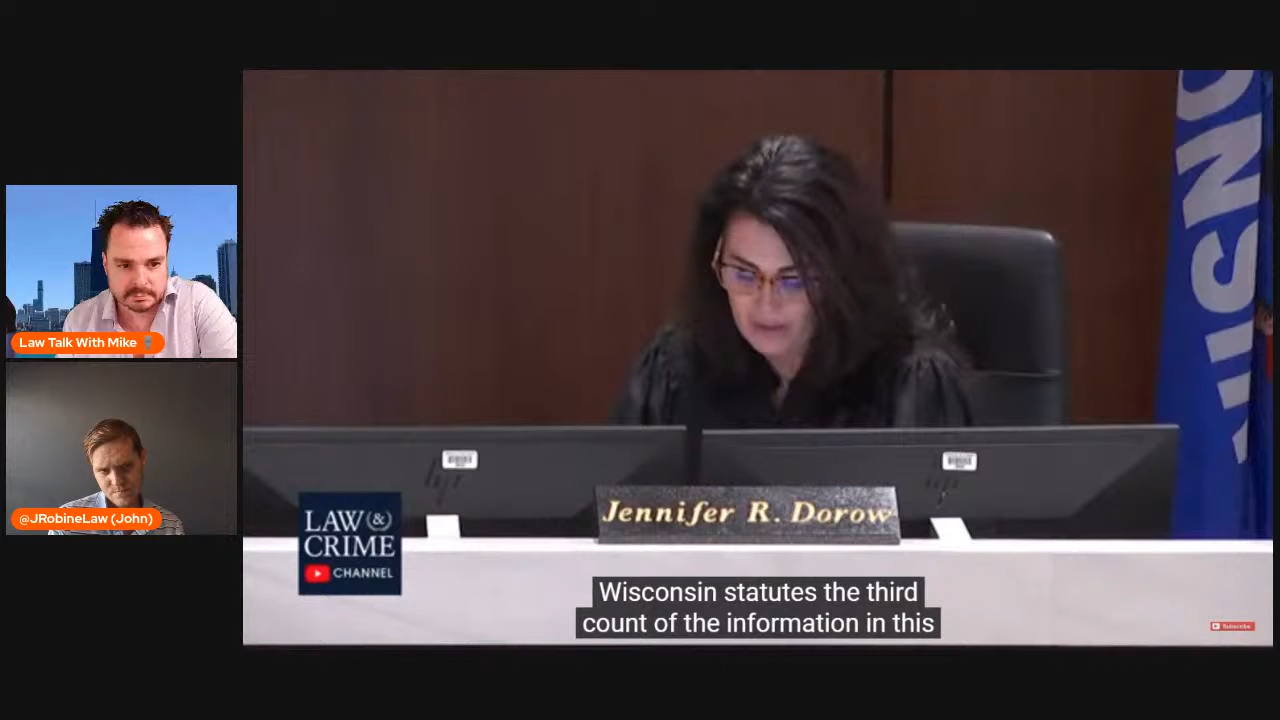 Law Talk With Mike
@JRobineLaw (John)
LAW (&)
CRIME
CHANNEL
Jennifer R. Dorow
Wisconsin statutes the third
count of the information in this
Subscribe